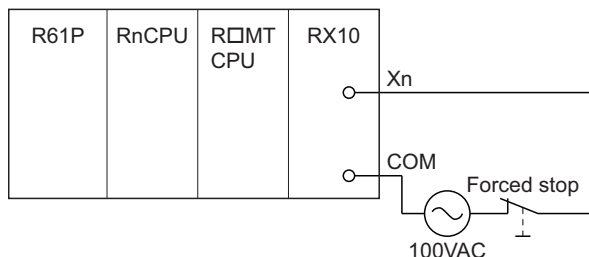 R61P
RnCPU
R□MT
CPU
RX10
Xn
COM
Forced stop
100VAC